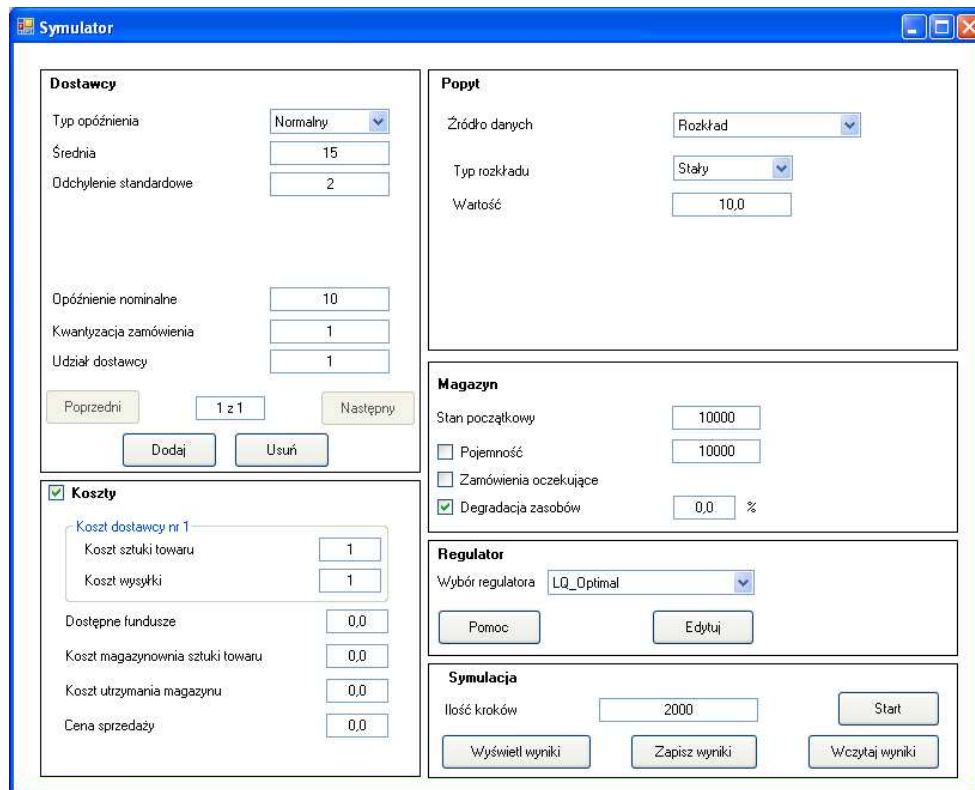 Symulator
Dostawcy
Typ opóźnienia Normalny
Średnia 15
Odchylenie standardowe 2
Opóźnienie nominalne 10
Kwantyzacja zamówienia 1
Udział dostawcy 1
Poprzedni 1 z 1 Następny
Dodaj Usuń
Koszty
Koszt dostawcy nr 1
Koszt sztuki towaru 1
Koszt wysyłki 1
Dostępne fundusze 0,0
Koszt magazynownia sztuki towaru 0,0
Koszt utrzymania magazynu 0,0
Cena sprzedaży 0,0
Popyt
Źródło danych Rozkład
Typ rozkładu Stały
Wartość 10,0
Magazyn
Stan początkowy 10000
Pojemność 10000
Zamówienia oczekujące
Degradacja zasobów 0,0 %
Regulator
Wybór regulatora LQ_Optimal
Pomoc Edytuj
Symulacja
Ilość kroków 2000 Start
Wyświetl wyniki Zapisz wyniki Wczytaj wyniki